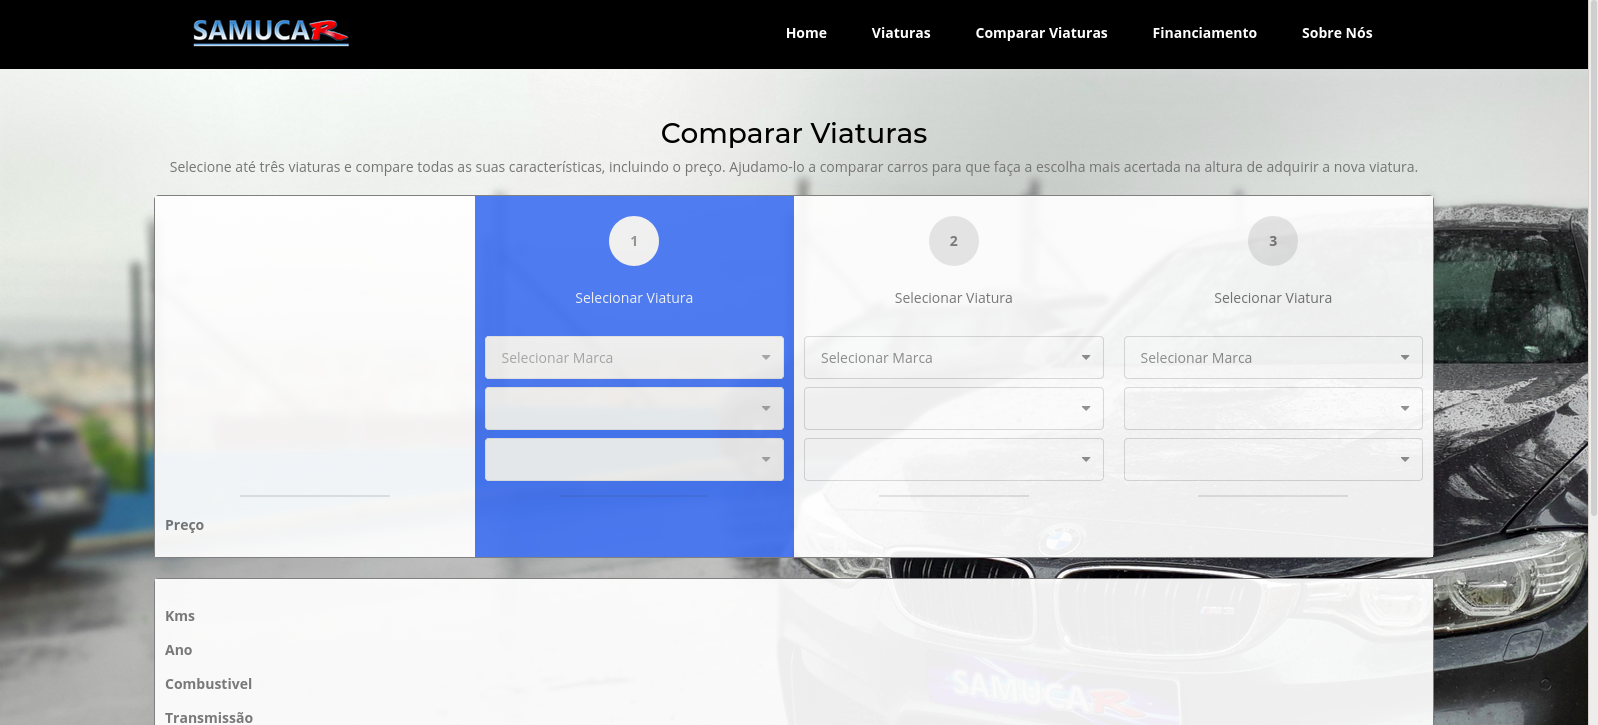 SAMUCAR
Home
Viaturas
Comparar Viaturas
Financiamento
Sobre Nós
Comparar Viaturas
Selecione até três viaturas e compare todas as suas características, incluindo o preço. Ajudamo-lo a comparar carros para que faça a escolha mais acertada na altura de adquirir a nova viatura.
1
2
3
Selecionar Viatura
Selecionar Viatura
Selecionar Viatura
Selecionar Marca
Selecionar Marca
Selecionar Marca
Preço
Kms
Ano
Combustivel
SAMUCAR
Transmissão